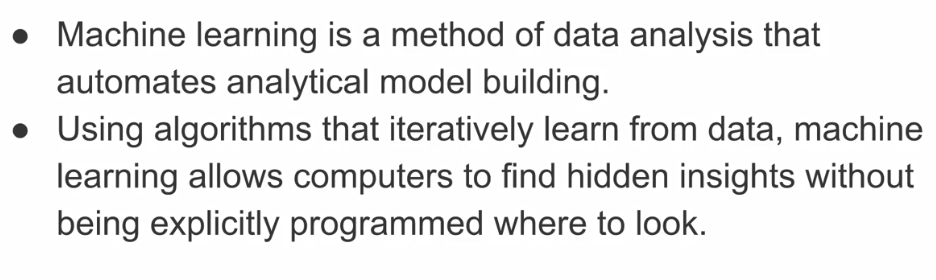 ● Machine learning is a method of data analysis that
automates analytical model building.
● Using algorithms that iteratively learn from data, machine
learning allows computers to find hidden insights without
being explicitly programmed where to look.